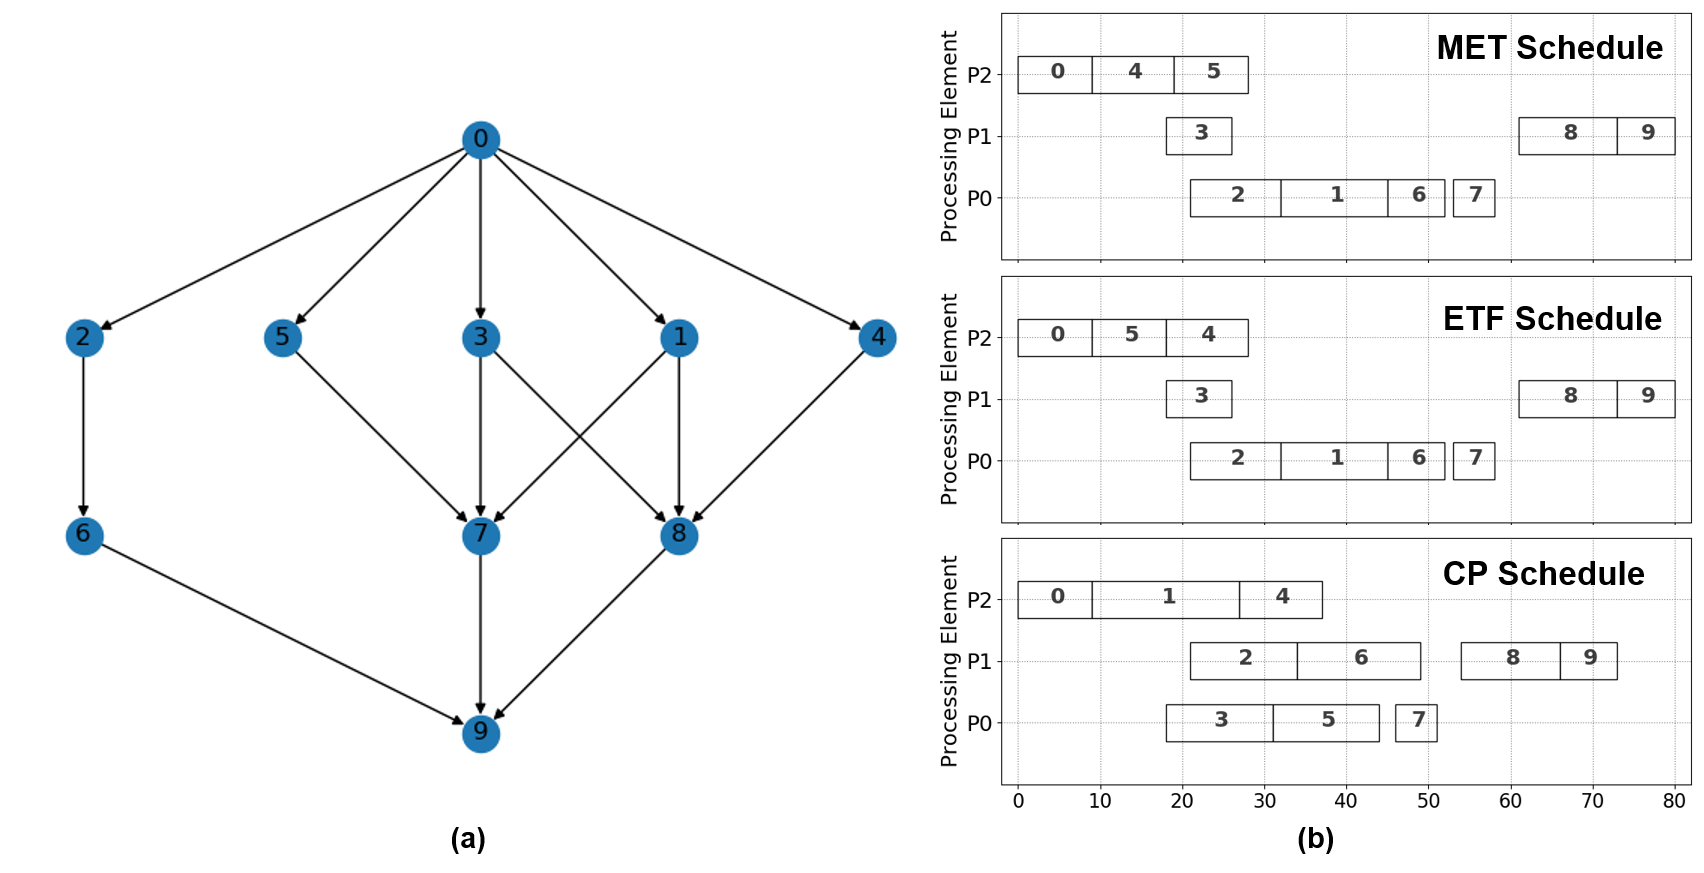 0
2 5 3 1 4
6 7 8
9
(a)
MET Schedule
Processing Element
P2 0 4 5
P1 3 8 9
P0 2 1 6 7
ETF Schedule
Processing Element
P2 0 5 4
P1 3 8 9
P0 2 1 6 7
CP Schedule
Processing Element
P2 0 1 4
P1 2 6 8 9
P0 3 5 7
0 10 20 30 40 50 60 70 80
(b)